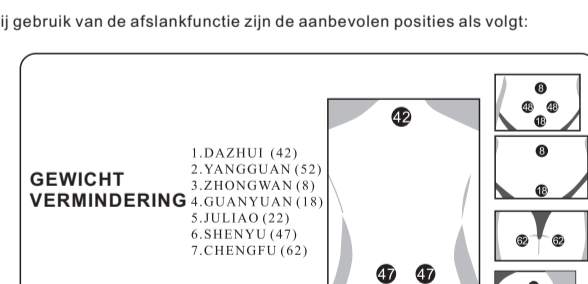 ij gebruik van de afslankfunctie zijn de aanbevolen posities als volgt:
GEWICHT
VERMINDERING
1.DAZHUI (42)
2.YANGGUAN (52)
3.ZHONGWAN (8)
4.GUANYUAN (18)
5.JULIAO (22)
6.SHENYU (47)
7.CHENGFU (62)
42
47 47
8
48 48
18
8
18
62 62